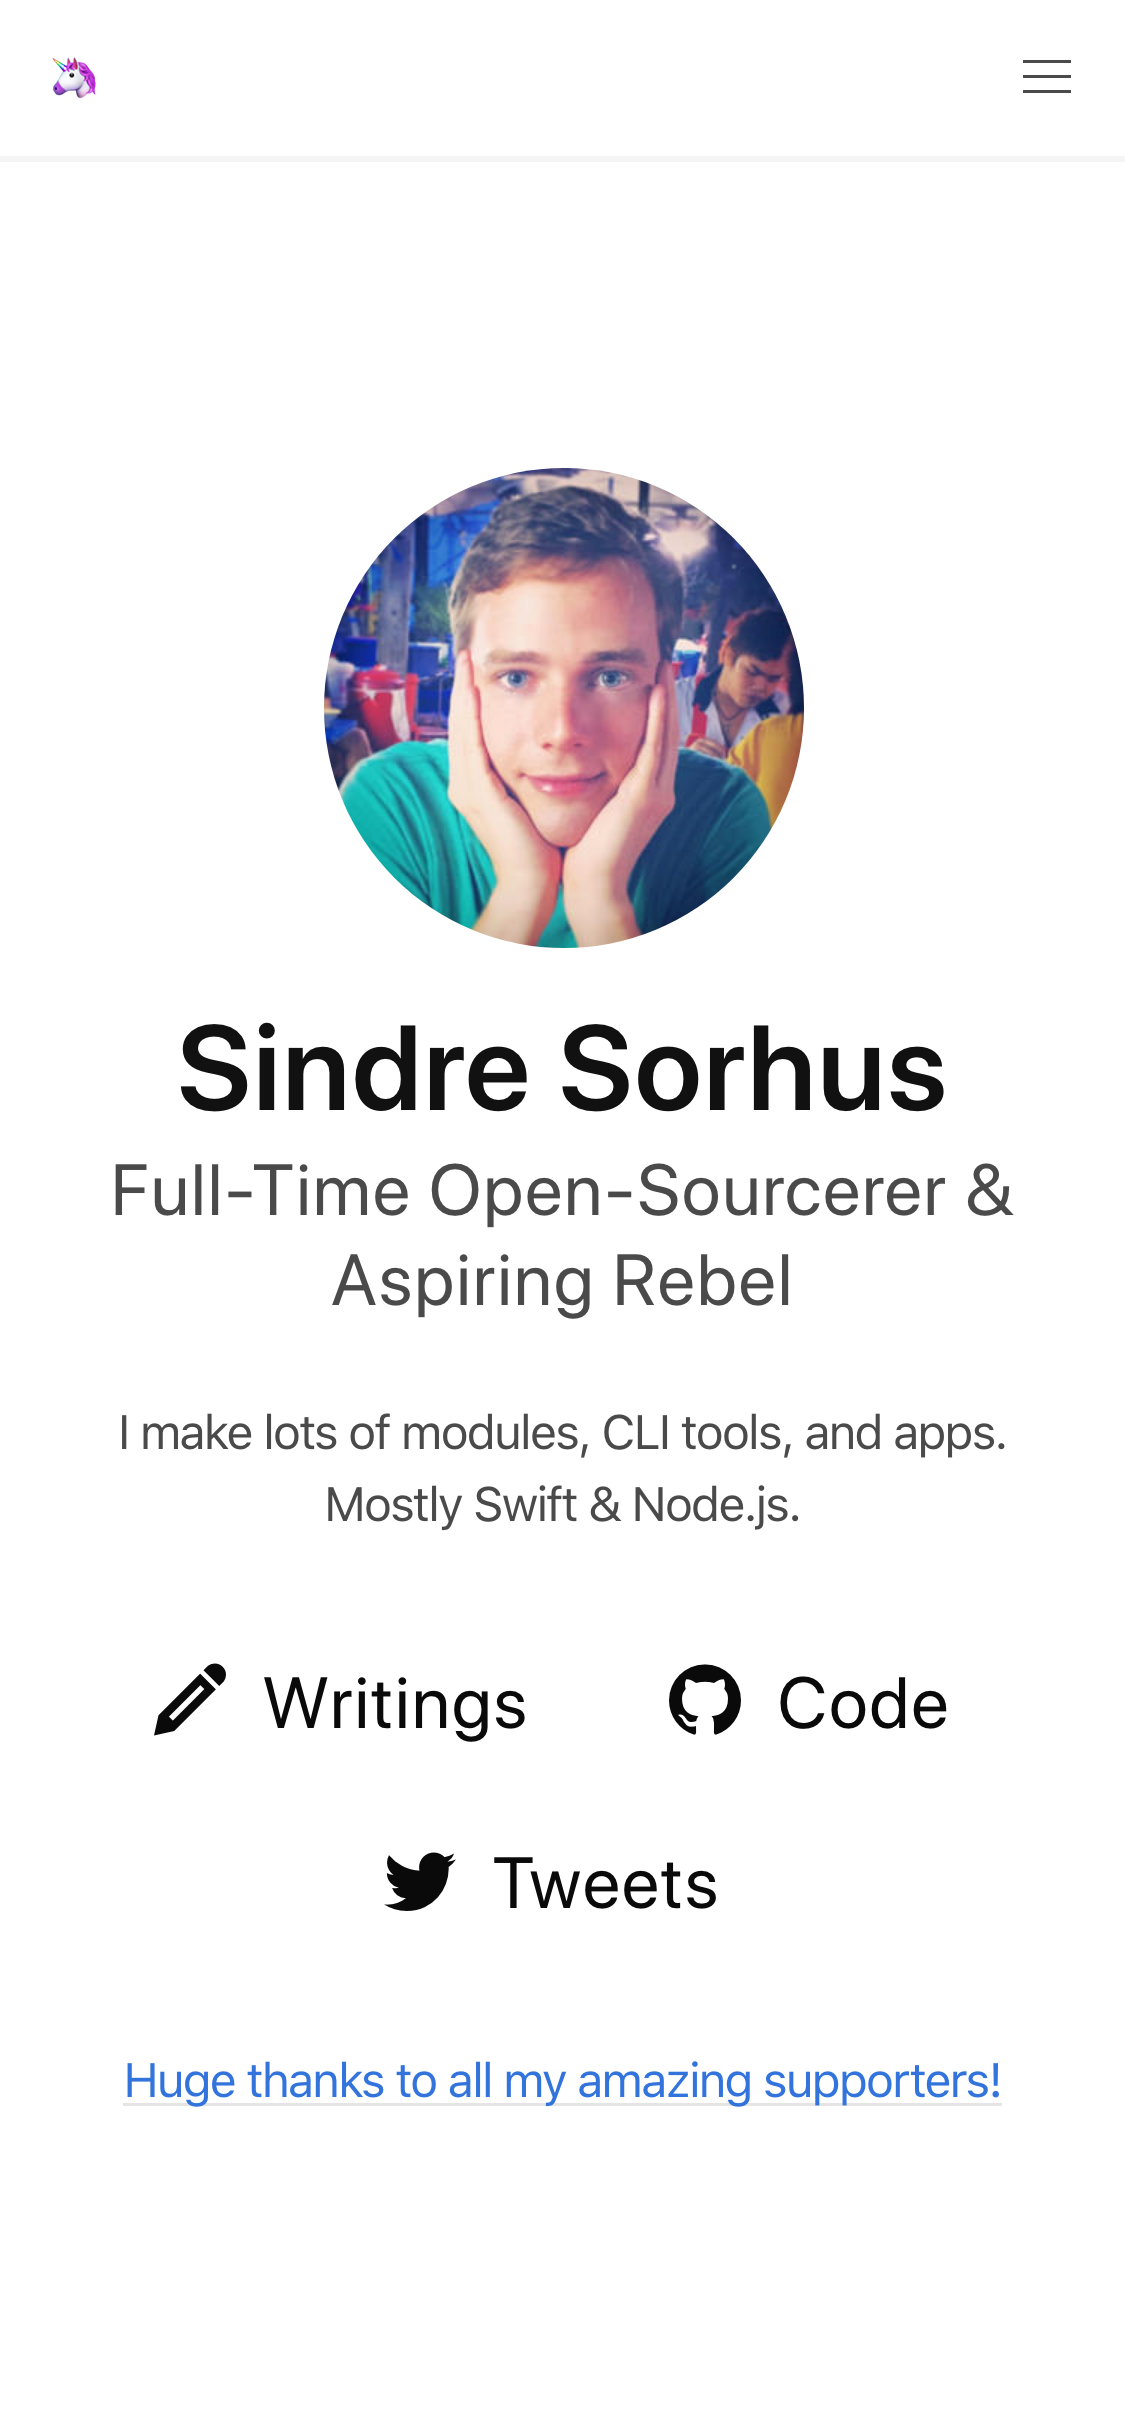 Sindre Sorhus
Full-Time Open-Sourcerer &
Aspiring Rebel
I make lots of modules, CLI tools, and apps.
Mostly Swift & Node.js.
Writings
Code
Tweets
Huge thanks to all my amazing supporters!